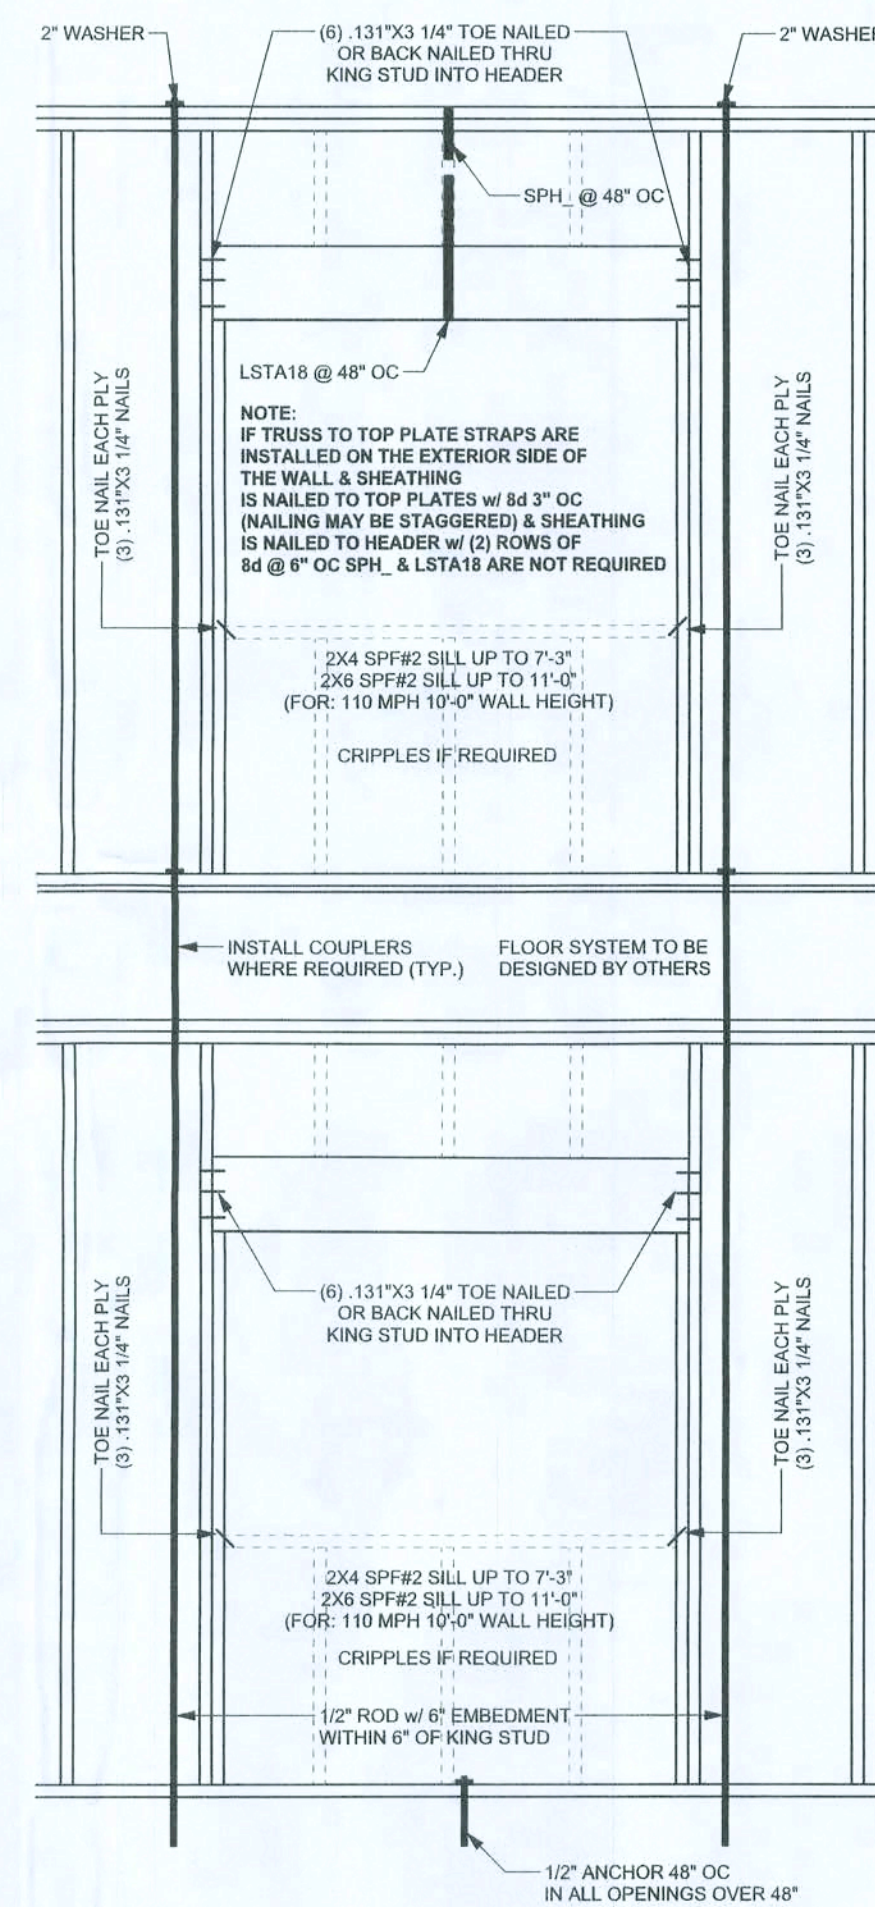 2" WASHER
(6) .131"X3 1/4" TOE NAILED
OR BACK NAILED THRU
KING STUD INTO HEADER
2" WASHER
SPH_ @ 48" OC
LSTA18 @ 48" OC
TOE NAIL EACH PLY
(3) .131"X3 1/4" NAILS
NOTE:
IF TRUSS TO TOP PLATE STRAPS ARE
INSTALLED ON THE EXTERIOR SIDE OF
THE WALL & SHEATHING
IS NAILED TO TOP PLATES w/ 8d 3" OC
(NAILING MAY BE STAGGERED) & SHEATHING
IS NAILED TO HEADER w/ (2) ROWS OF
8d @ 6" OC SPH_ & LSTA18 ARE NOT REQUIRED
TOE NAIL EACH PLY
(3) .131"X3 1/4" NAILS
2X4 SPF#2 SILL UP TO 7'-3"
2X6 SPF#2 SILL UP TO 11'-0"
(FOR: 110 MPH 10'-0" WALL HEIGHT)
CRIPPLES IF REQUIRED
INSTALL COUPLERS
WHERE REQUIRED (TYP.)
FLOOR SYSTEM TO BE
DESIGNED BY OTHERS
(6) .131"X3 1/4" TOE NAILED
OR BACK NAILED THRU
KING STUD INTO HEADER
TOE NAIL EACH PLY
(3) .131"X3 1/4" NAILS
TOE NAIL EACH PLY
(3) .131"X3 1/4" NAILS
2X4 SPF#2 SILL UP TO 7'-3"
2X6 SPF#2 SILL UP TO 11'-0"
(FOR: 110 MPH 10'-0" WALL HEIGHT)
CRIPPLES IF REQUIRED
1/2" ROD w/ 6" EMBEDMENT
WITHIN 6" OF KING STUD
1/2" ANCHOR 48" OC
IN ALL OPENINGS OVER 48"